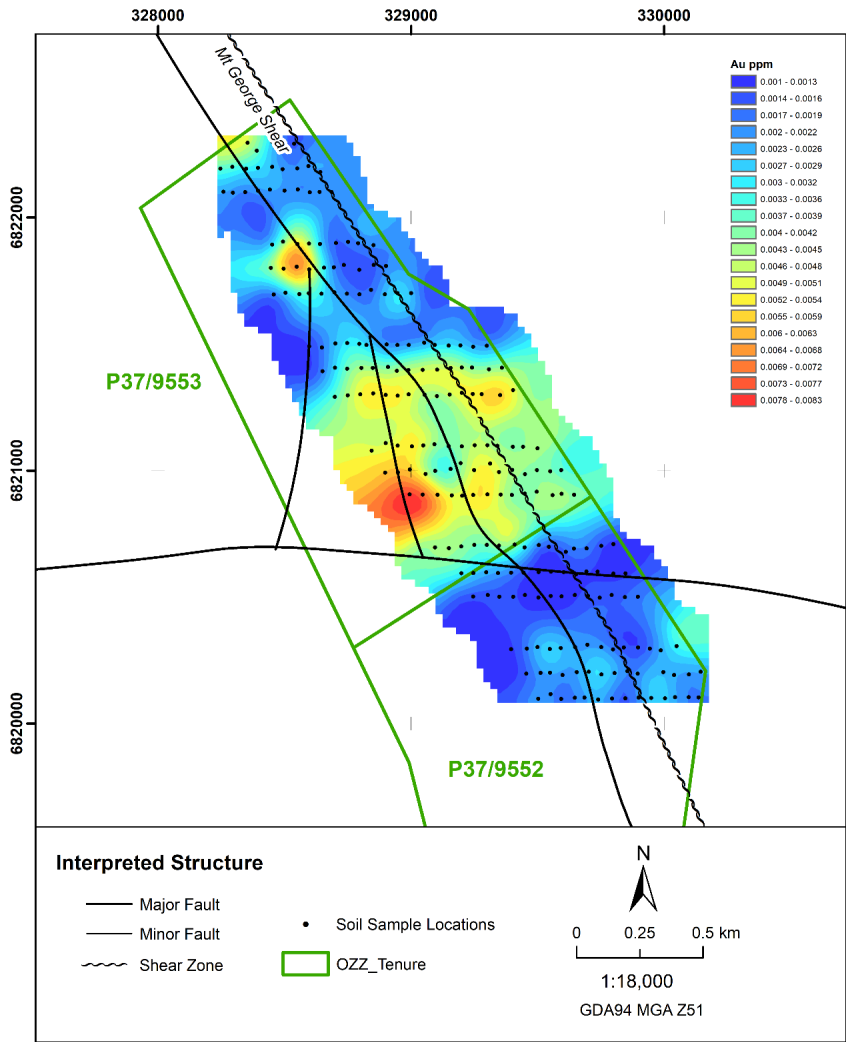 328000 329000 330000
Mt George Shear
Au ppm
0.001 - 0.0013
0.0014 - 0.0016
0.0017 - 0.0019
0.002 - 0.0022
0.0023 - 0.0026
0.0027 - 0.0029
0.003 - 0.0032
0.0033 - 0.0036
0.0037 - 0.0039
0.004 - 0.0042
0.0043 - 0.0045
0.0046 - 0.0048
0.0049 - 0.0051
0.0052 - 0.0054
0.0055 - 0.0059
0.006 - 0.0063
0.0064 - 0.0068
0.0069 - 0.0072
0.0073 - 0.0077
0.0078 - 0.0083
6822000
P37/9553
6821000
6820000
P37/9552
Interpreted Structure
Major Fault
Minor Fault
Shear Zone
Soil Sample Locations
OZZ_Tenure
N
0 0.25 0.5 km
1:18,000
GDA94 MGA Z51